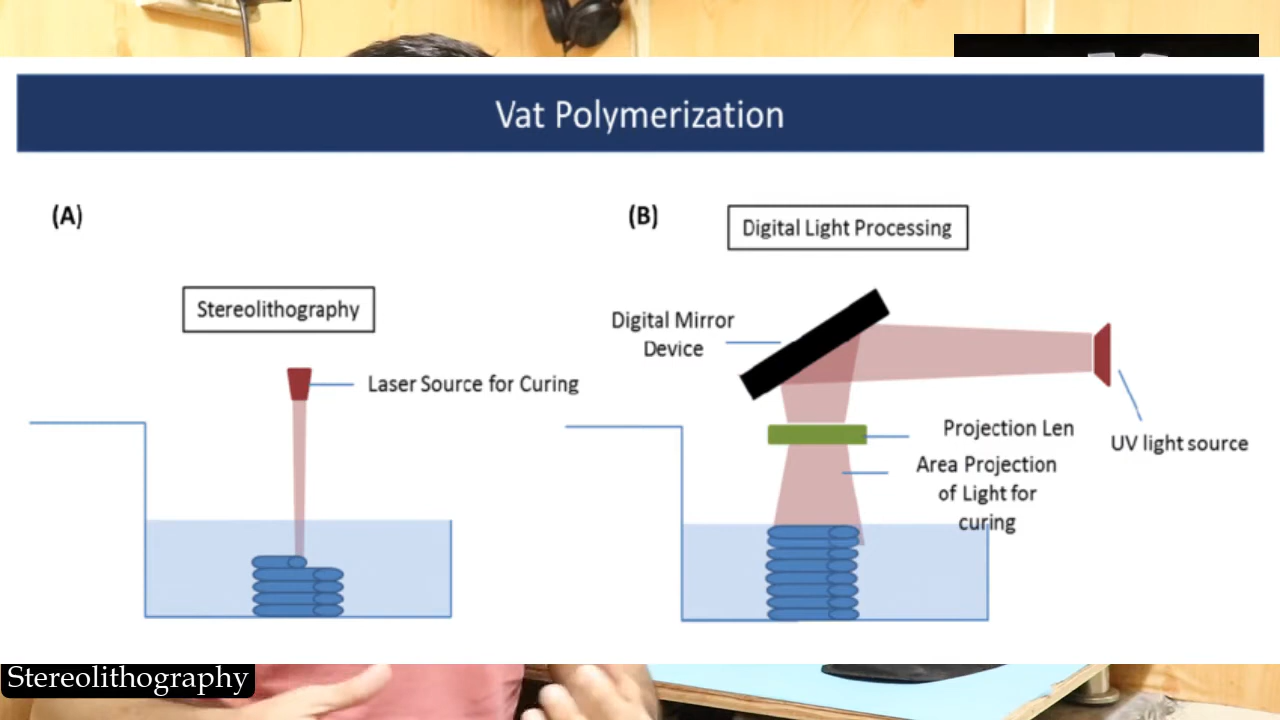 Vat Polymerization
(A)
Stereolithography
Laser Source for Curing
(B)
Digital Light Processing
Digital Mirror
Device
Projection Len
UV light source
Area Projection
of Light for
curing
Stereolithography